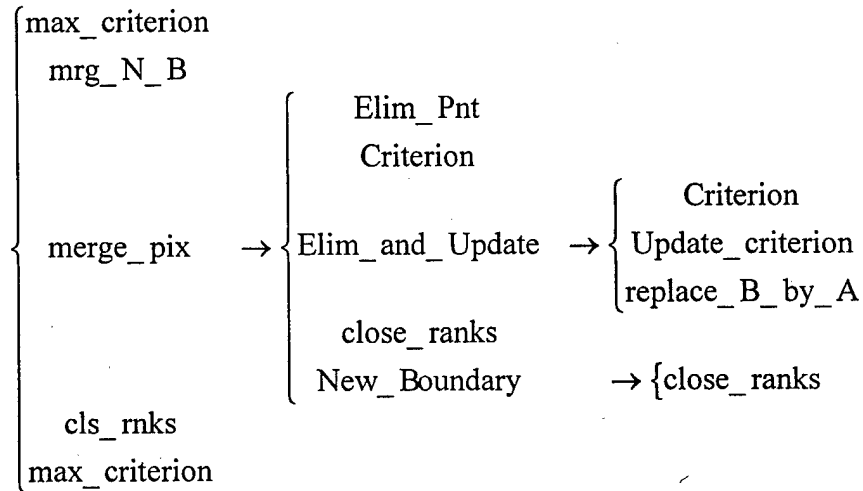 max_criterion
mrg_N_B
merge_pix → Elim_Pnt
Criterion
Elim_and_Update → Criterion
Update_criterion
replace_B_by_A
close_ranks
New_Boundary → {close_ranks
cls_rnks
max_criterion